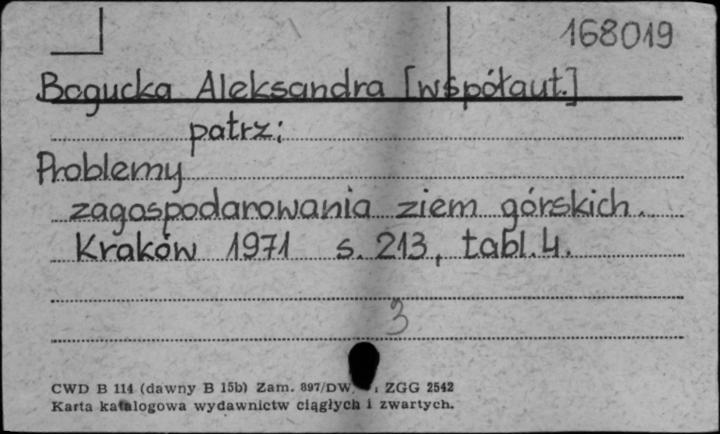 168019
Bogucka Aleksandra [współaut.]
patrz:
Problemy
zagospodarowania ziem górskich.
Kraków 1971 s. 213, tabl. 4.
3
CWD B 114 (dawny B 15b) Zam. 897/DW, ZGG 2542
Karta katalogowa wydawnictw ciągłych i zwartych.